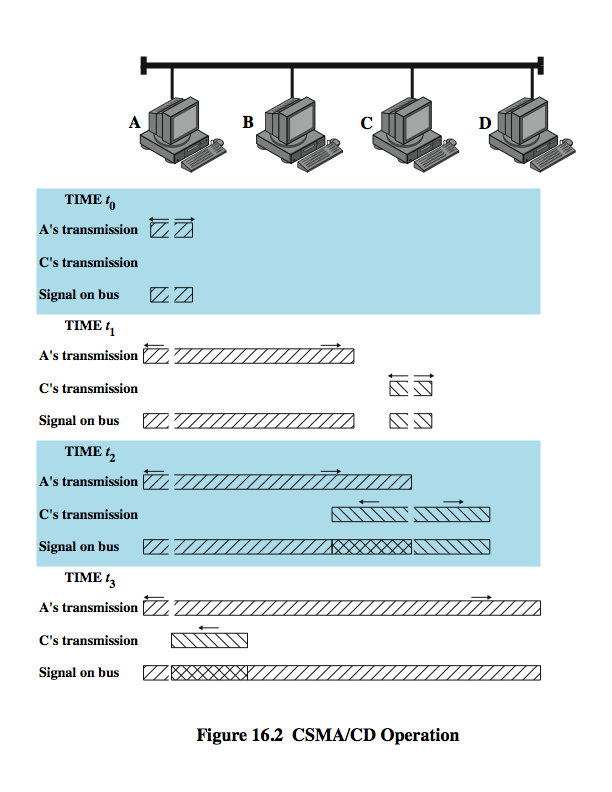 A B C D
TIME t0
A's transmission
C's transmission
Signal on bus
TIME t1
A's transmission
C's transmission
Signal on bus
TIME t2
A's transmission
C's transmission
Signal on bus
TIME t3
A's transmission
C's transmission
Signal on bus
Figure 16.2 CSMA/CD Operation